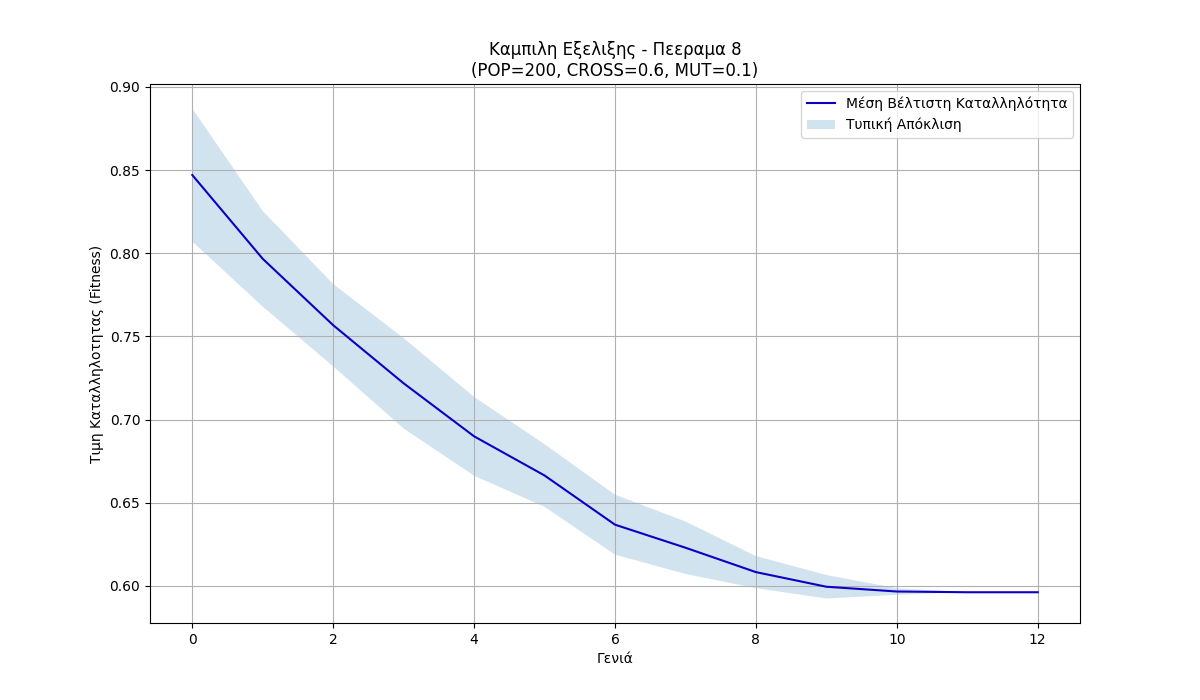 Καμπιλη Εξελιξης - Πεεραμα 8
(POP=200, CROSS=0.6, MUT=0.1)
Μέση Βέλτιστη Καταλληλότητα
Τυπική Απόκλιση
Τιμη Καταλληλοτητας (Fitness)
0.90
0.85
0.80
0.75
0.70
0.65
0.60
0 2 4 6 8 10 12
Γενιά